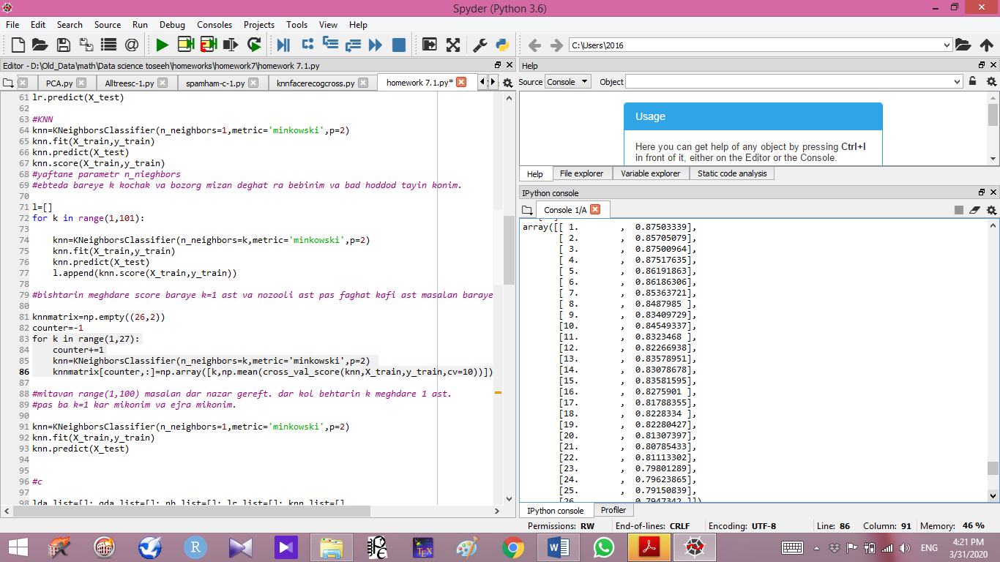 Spyder (Python 3.6)
File Edit Search Source Run Debug Consoles Projects Tools View Help
C:\Users\2016
Editor - D:\Old_Data\math\Data science toseeh\homeworks\homework7\homework 7.1.py
PCA.py Alltreesc-1.py spamham-c-1.py knnfacerecogcross.py homework 7.1.py*
61 lr.predict(X_test)
62
63 #KNN
64 knn=KNeighborsClassifier(n_neighbors=1,metric='minkowski',p=2)
65 knn.fit(X_train,y_train)
66 knn.predict(X_test)
67 knn.score(X_train,y_train)
68 #yaftane parametr n_nieghbors
69 #ebteda bareye k kochak va bozorg mizan deghat ra bebinim va bad hoddod tayin konim.
70
71 l=[]
72 for k in range(1,101):
73
74 knn=KNeighborsClassifier(n_neighbors=k,metric='minkowski',p=2)
75 knn.fit(X_train,y_train)
76 knn.predict(X_test)
77 l.append(knn.score(X_train,y_train))
78
79 #bishtarin meghdare score baraye k=1 ast va nozooli ast pas faghat kafi ast masalan baraye
80
81 knnmatrix=np.empty((26,2))
82 counter=-1
83 for k in range(1,27):
84 counter+=1
85 knn=KNeighborsClassifier(n_neighbors=k,metric='minkowski',p=2)
86 knnmatrix[counter,:]=np.array([k,np.mean(cross_val_score(knn,X_train,y_train,cv=10))])
87
88 #mitavan range(1,100) masalan dar nazar gereft. dar kol behtarin k meghdare 1 ast.
89 #pas ba k=1 kar mikonim va ejra mikonim.
90
91 knn=KNeighborsClassifier(n_neighbors=1,metric='minkowski',p=2)
92 knn.fit(X_train,y_train)
93 knn.predict(X_test)
94
95
96 #c
97
98 lda_list=[]; qda_list=[]; nb_list=[]; lr_list=[]; knn_list=[]
Help
Source Console Object
Usage
Here you can get help of any object by pressing Ctrl+I
in front of it, either on the Editor or the Console.
Help File explorer Variable explorer Static code analysis
IPython console
Console 1/A
array([[ 1. , 0.87503339],
[ 2. , 0.85705079],
[ 3. , 0.87500964],
[ 4. , 0.87517635],
[ 5. , 0.86191863],
[ 6. , 0.86186306],
[ 7. , 0.85363721],
[ 8. , 0.8487985 ],
[ 9. , 0.83409729],
[10. , 0.84549337],
[11. , 0.8323468 ],
[12. , 0.82266938],
[13. , 0.83578951],
[14. , 0.83078678],
[15. , 0.83581595],
[16. , 0.8275901 ],
[17. , 0.81788355],
[18. , 0.8228334 ],
[19. , 0.82280427],
[20. , 0.81307397],
[21. , 0.80785433],
[22. , 0.81113302],
[23. , 0.79801289],
[24. , 0.79623865],
[25. , 0.79150839],
[26. , 0.7947342 ]])
IPython console Profiler
Permissions: RW End-of-lines: CRLF Encoding: UTF-8 Line: 86 Column: 91 Memory: 46 %
ENG
4:21 PM
3/31/2020